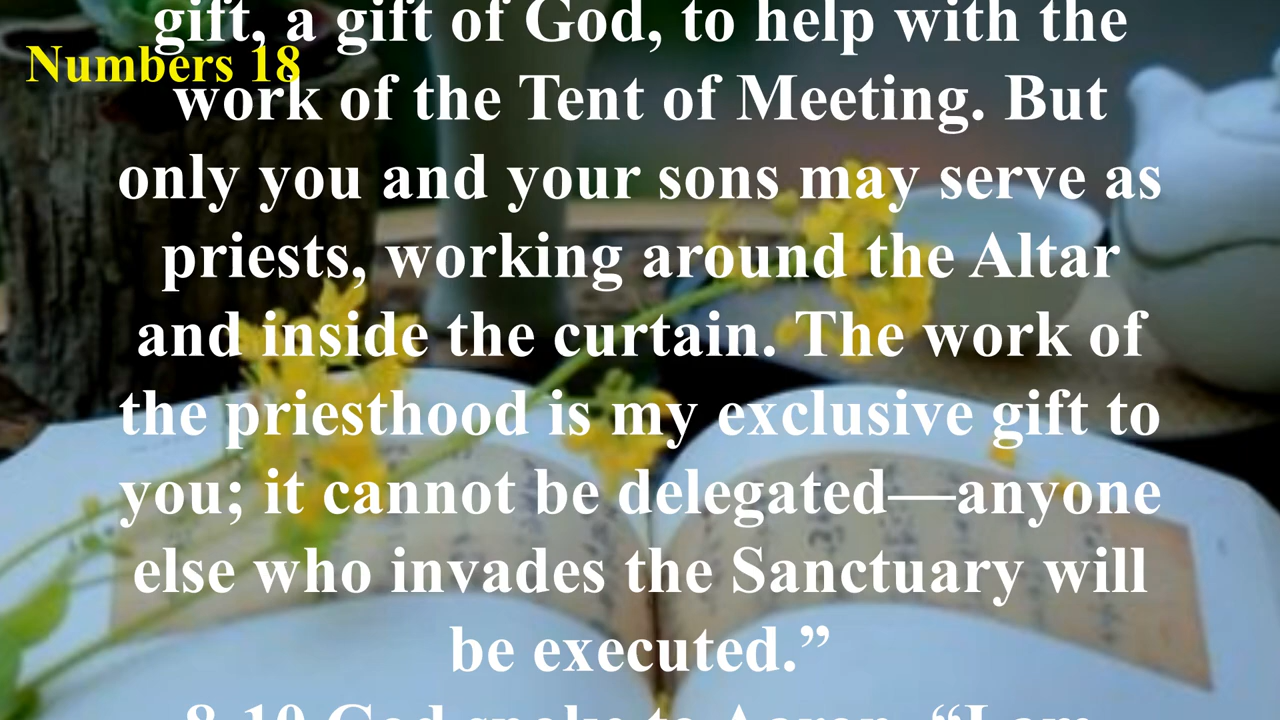 gift, a gift of God, to help with the
Numbers 18
work of the Tent of Meeting. But
only you and your sons may serve as
priests, working around the Altar
and inside the curtain. The work of
the priesthood is my exclusive gift to
you; it cannot be delegated—anyone
else who invades the Sanctuary will
be executed.”
8-10 God spoke to Aaron, “I am